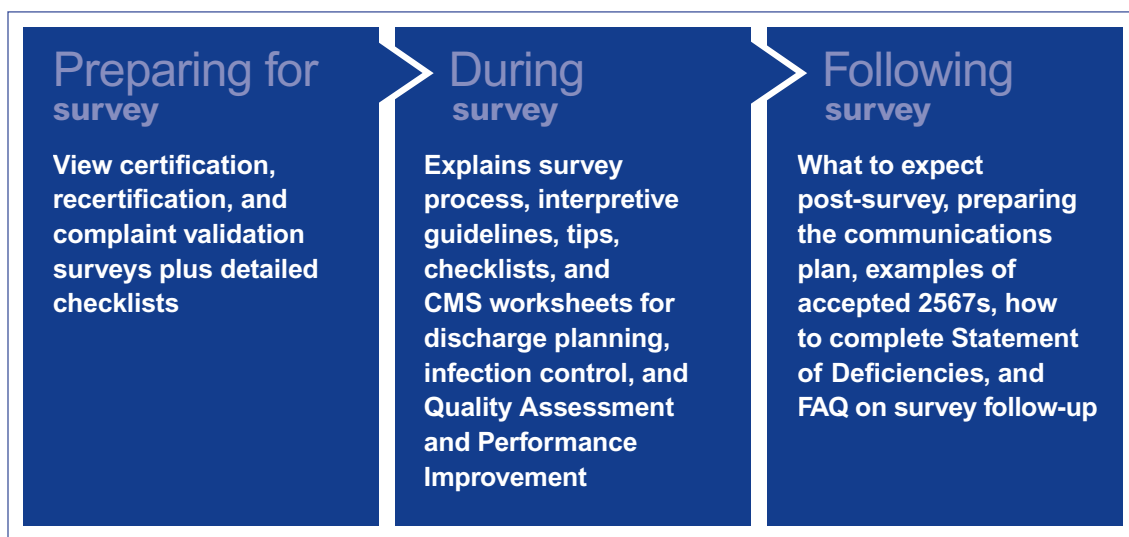 Preparing for
survey
View certification,
recertification, and
complaint validation
surveys plus detailed
checklists
During
survey
Explains survey
process, interpretive
guidelines, tips,
checklists, and
CMS worksheets for
discharge planning,
infection control, and
Quality Assessment
and Performance
Improvement
Following
survey
What to expect
post-survey, preparing
the communications
plan, examples of
accepted 2567s, how
to complete Statement
of Deficiencies, and
FAQ on survey follow-up